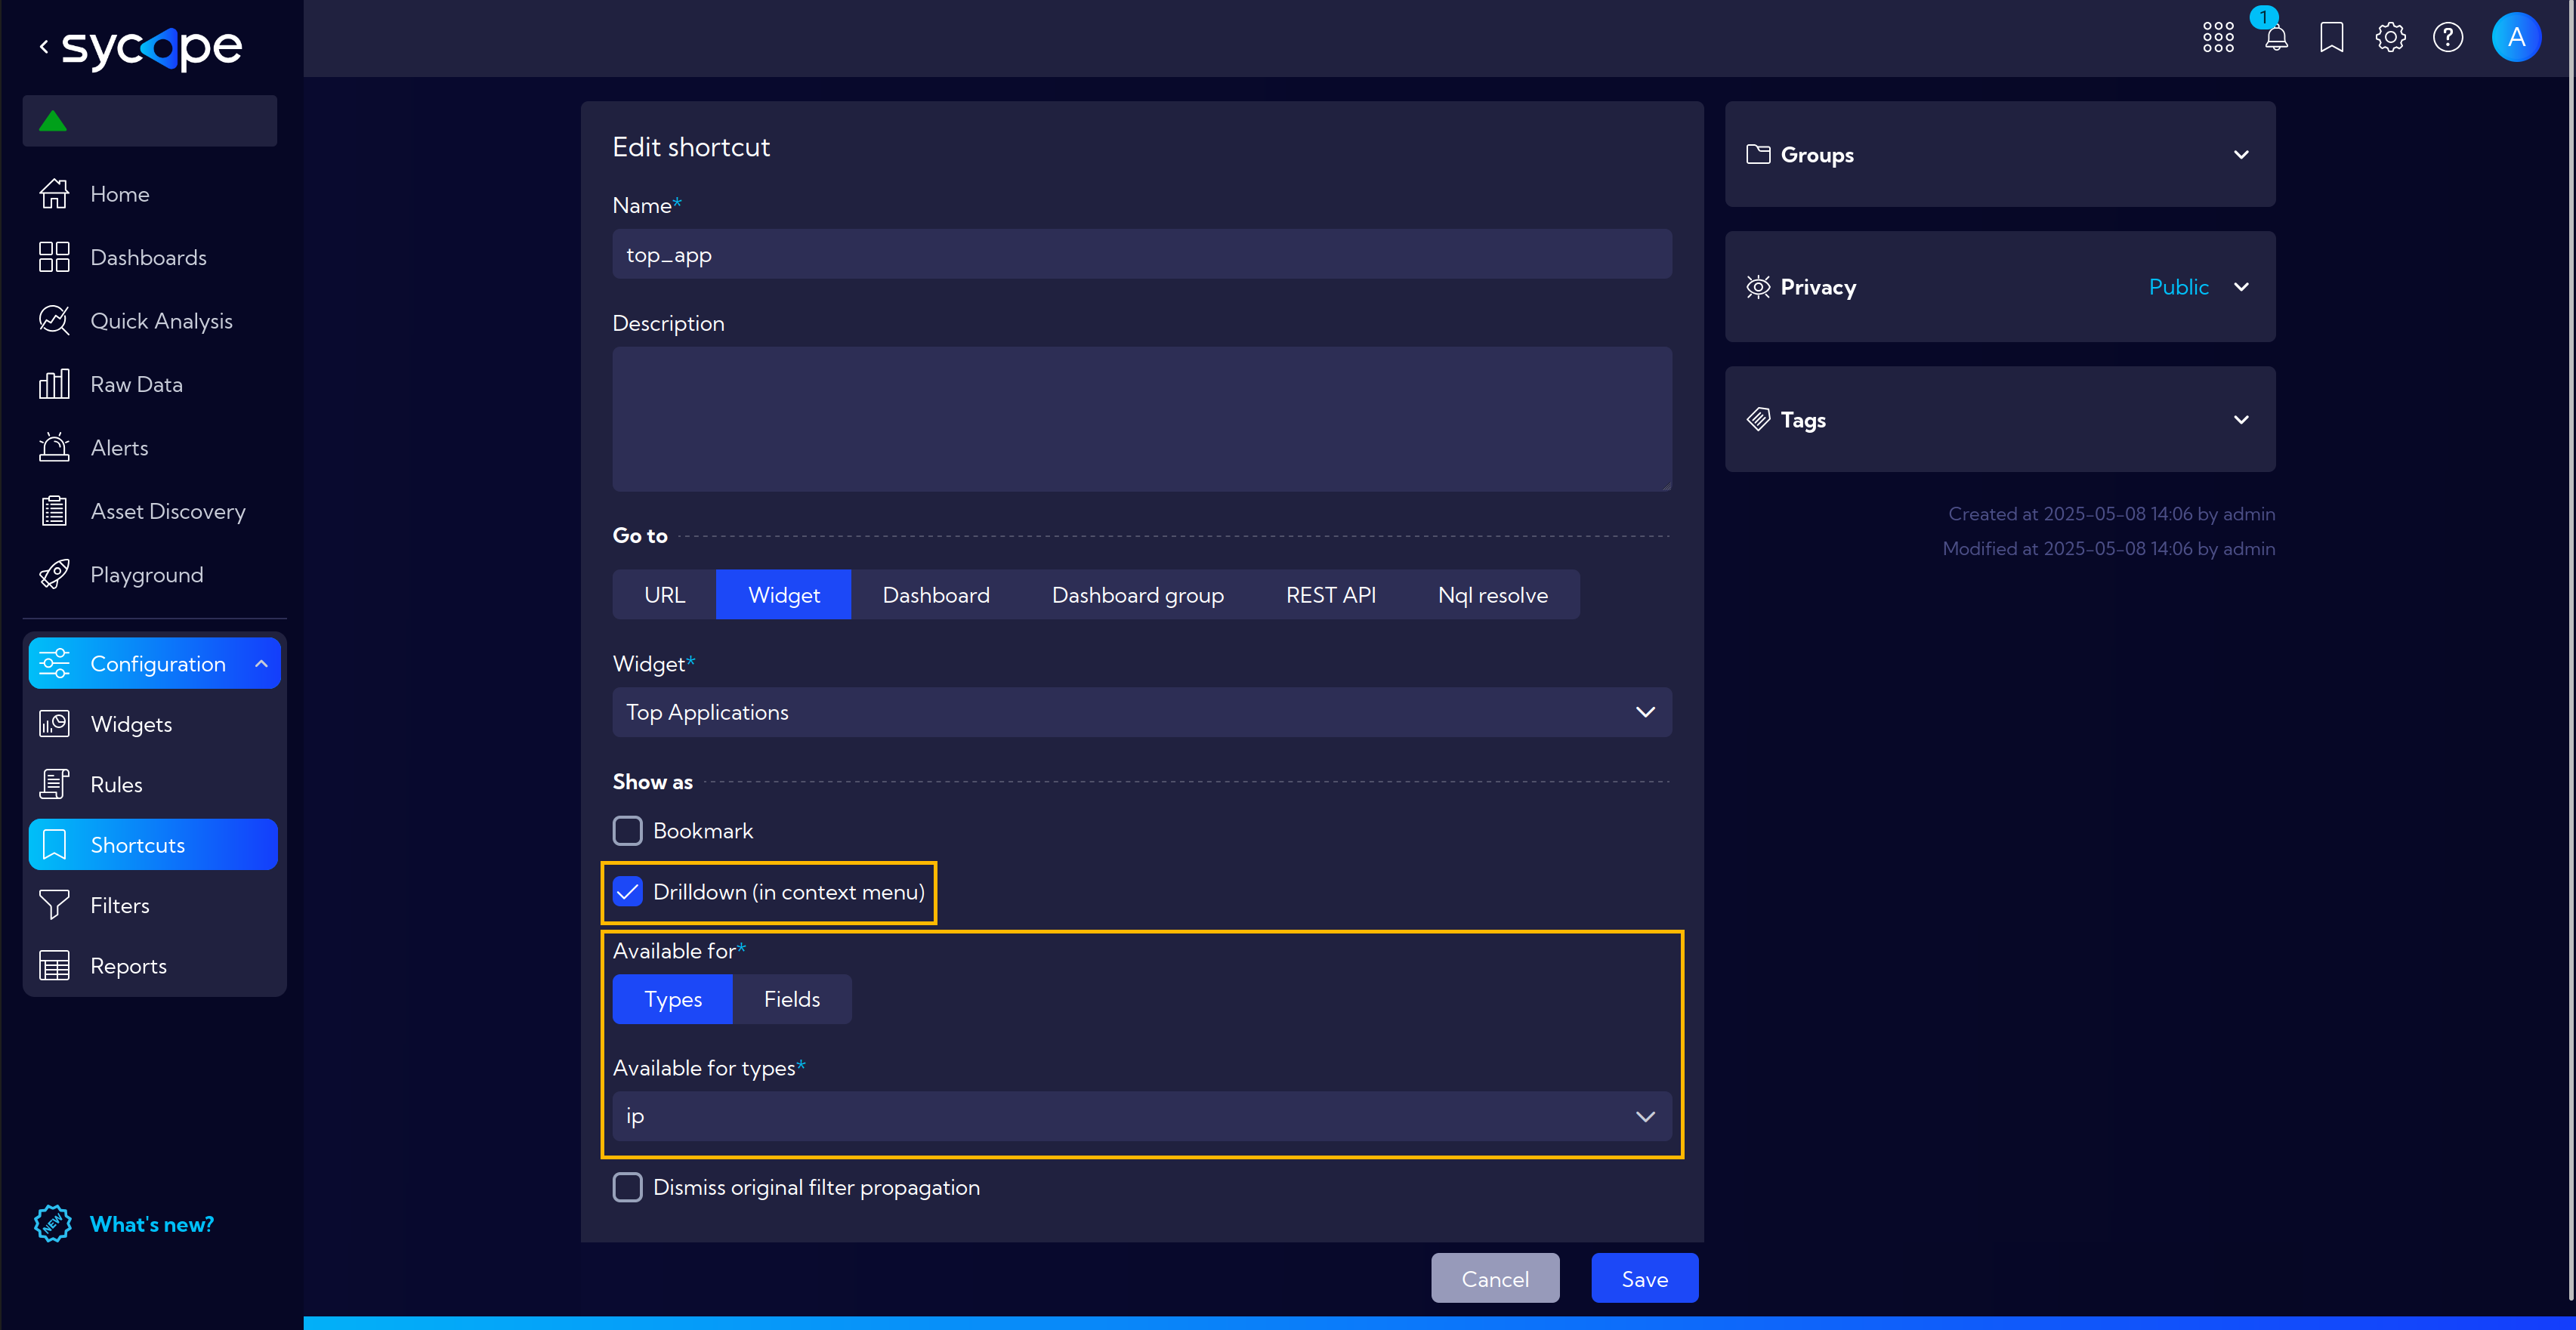 sycope
1
A
Home
Dashboards
Quick Analysis
Raw Data
Alerts
Asset Discovery
Playground
Configuration
Widgets
Rules
Shortcuts
Filters
Reports
NEW
What's new?
Edit shortcut
Name*
top_app
Description
Go to
URL Widget Dashboard Dashboard group REST API Nql resolve
Widget*
Top Applications
Show as
Bookmark
Drilldown (in context menu)
Available for*
Types Fields
Available for types*
ip
Dismiss original filter propagation
Cancel Save
Groups
Privacy Public
Tags
Created at 2025-05-08 14:06 by admin
Modified at 2025-05-08 14:06 by admin